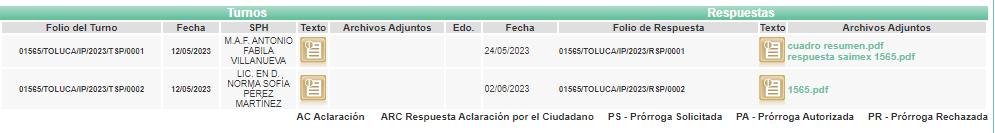 Turnos Respuestas
Folio del Turno Fecha SPH Texto Archivos Adjuntos Edo. Fecha Folio de Respuesta Texto Archivos Adjuntos
01565/TOLUCA/IP/2023/TSP/0001 12/05/2023 M.A.F. ANTONIO FABILA VILLANUEVA 24/05/2023 01565/TOLUCA/IP/2023/RSP/0001 cuadro resumen.pdf
respuesta saimex 1565.pdf
01565/TOLUCA/IP/2023/TSP/0002 12/05/2023 LIC. EN D. , NORMA SOFÍA PÉREZ MARTÍNEZ 02/06/2023 01565/TOLUCA/IP/2023/RSP/0002 1565.pdf
AC Aclaración ARC Respuesta Aclaración por el Ciudadano PS - Prórroga Solicitada PA - Prórroga Autorizada PR - Prórroga Rechazada